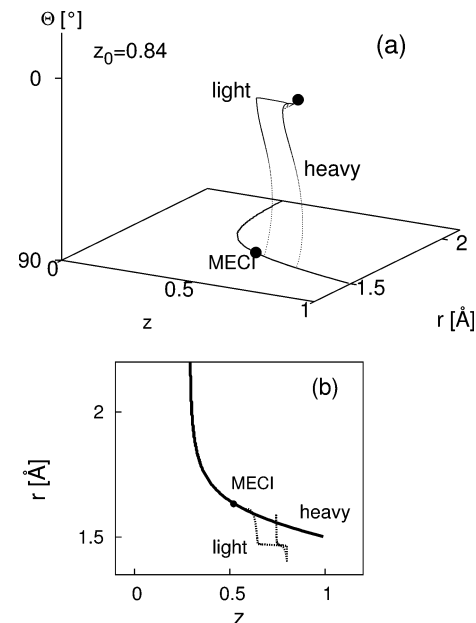 Θ [°]
z0=0.84
(a)
0
light
heavy
MECI
90
0
0.5
1
1.5
2
z
r [Å]
(b)
2
r [Å]
MECI
heavy
1.5
light
0
0.5
1
z